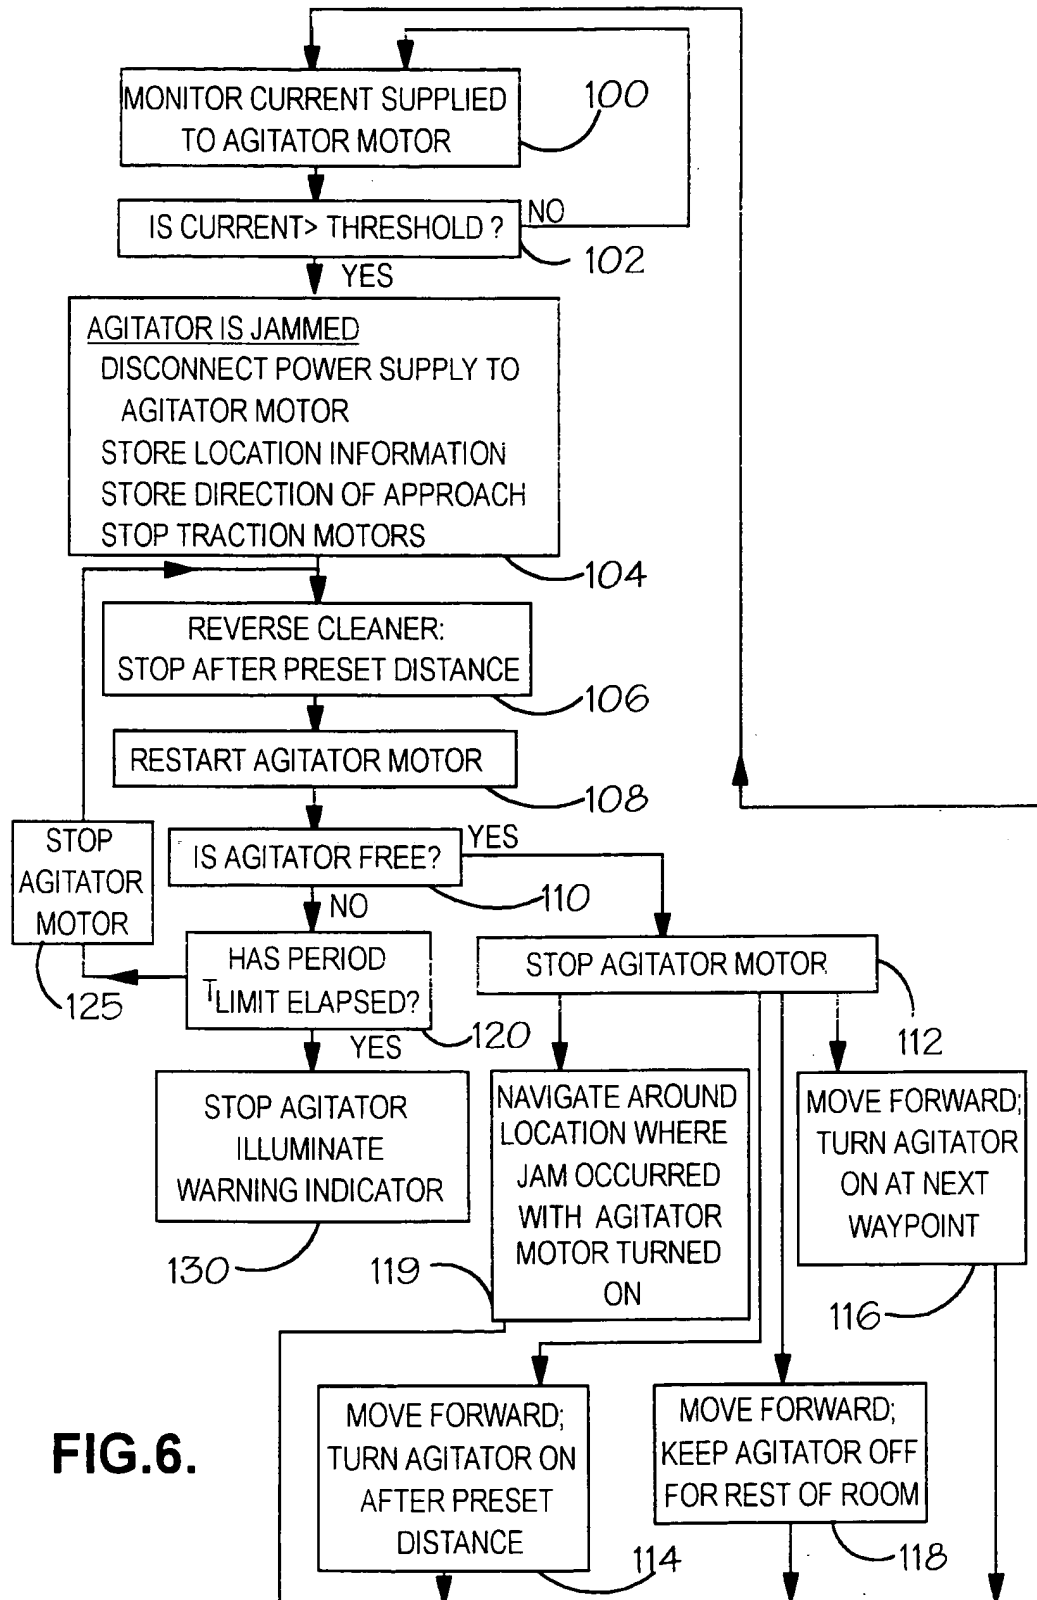 MONITOR CURRENT SUPPLIED
TO AGITATOR MOTOR
100
IS CURRENT> THRESHOLD ?
NO
102
YES
AGITATOR IS JAMMED
DISCONNECT POWER SUPPLY TO
AGITATOR MOTOR
STORE LOCATION INFORMATION
STORE DIRECTION OF APPROACH
STOP TRACTION MOTORS
104
REVERSE CLEANER:
STOP AFTER PRESET DISTANCE
106
RESTART AGITATOR MOTOR
108
IS AGITATOR FREE?
YES
110
NO
STOP
AGITATOR
MOTOR
125
HAS PERIOD
TLIMIT ELAPSED?
120
YES
STOP AGITATOR MOTOR
112
STOP AGITATOR
ILLUMINATE
WARNING INDICATOR
130
NAVIGATE AROUND
LOCATION WHERE
JAM OCCURRED
WITH AGITATOR
MOTOR TURNED
ON
119
MOVE FORWARD;
TURN AGITATOR
ON AT NEXT
WAYPOINT
116
MOVE FORWARD;
TURN AGITATOR ON
AFTER PRESET
DISTANCE
114
MOVE FORWARD;
KEEP AGITATOR OFF
FOR REST OF ROOM
118
FIG.6.